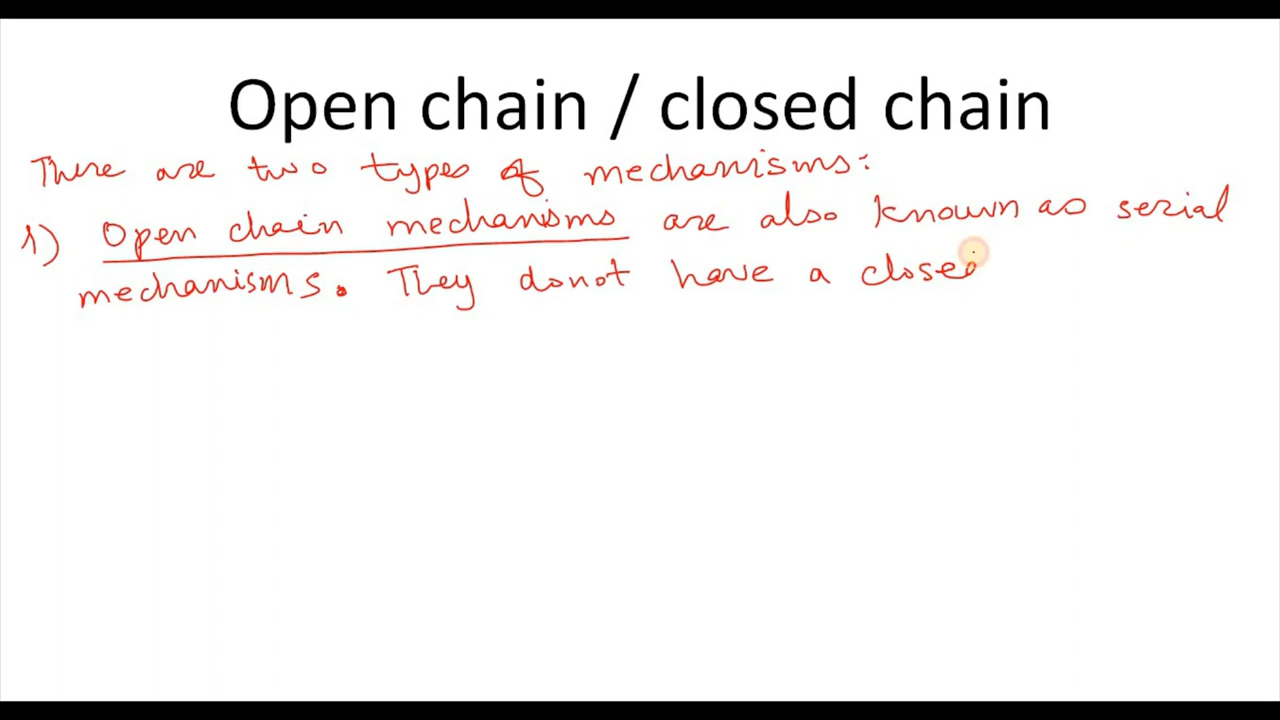 Open chain / closed chain
There are two types of mechanisms:
1) Open chain mechanisms are also known as serial
mechanisms. They donot have a close